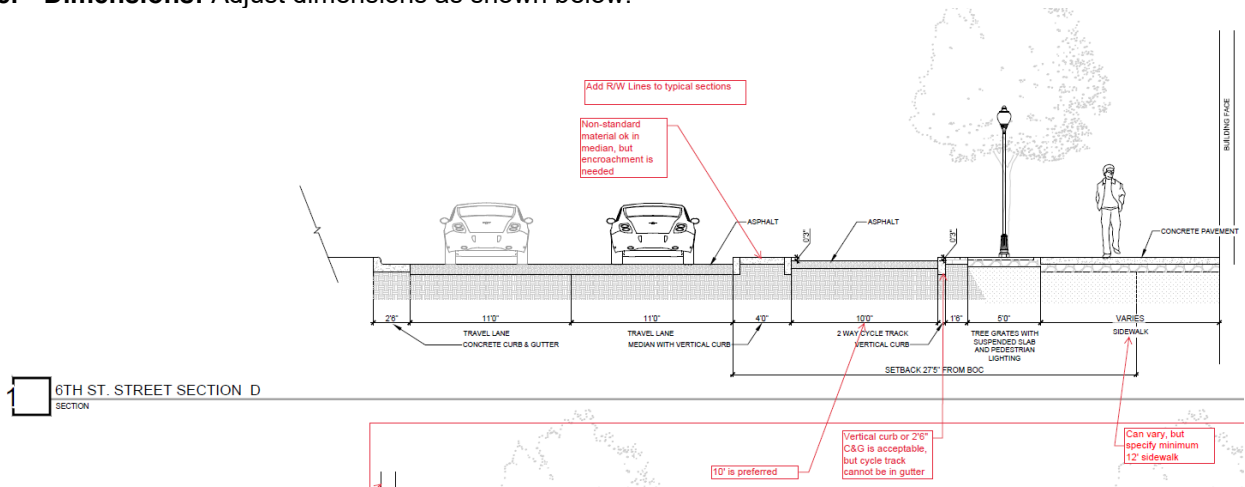 Dimensions: Adjust dimensions as shown below:
Add R/W Lines to typical sections
Non-standard
material ok in
median, but
encroachment is
needed
BUILDING FACE
ASPHALT
ASPHALT
0'3"
0'3"
CONCRETE PAVEMENT
2'6"
11'0"
11'0"
4'0"
10'0"
1'6"
5'0"
VARIES
TRAVEL LANE
CONCRETE CURB & GUTTER
TRAVEL LANE
MEDIAN WITH VERTICAL CURB
2 WAY CYCLE TRACK
VERTICAL CURB
TREE GRATES WITH
SUSPENDED SLAB
AND PEDESTRIAN
LIGHTING
SIDEWALK
SETBACK 27'5" FROM BOC
1
6TH ST. STREET SECTION D
SECTION
10' is preferred
Vertical curb or 2'6"
C&G is acceptable,
but cycle track
cannot be in gutter
Can vary, but
specify minimum
12' sidewalk